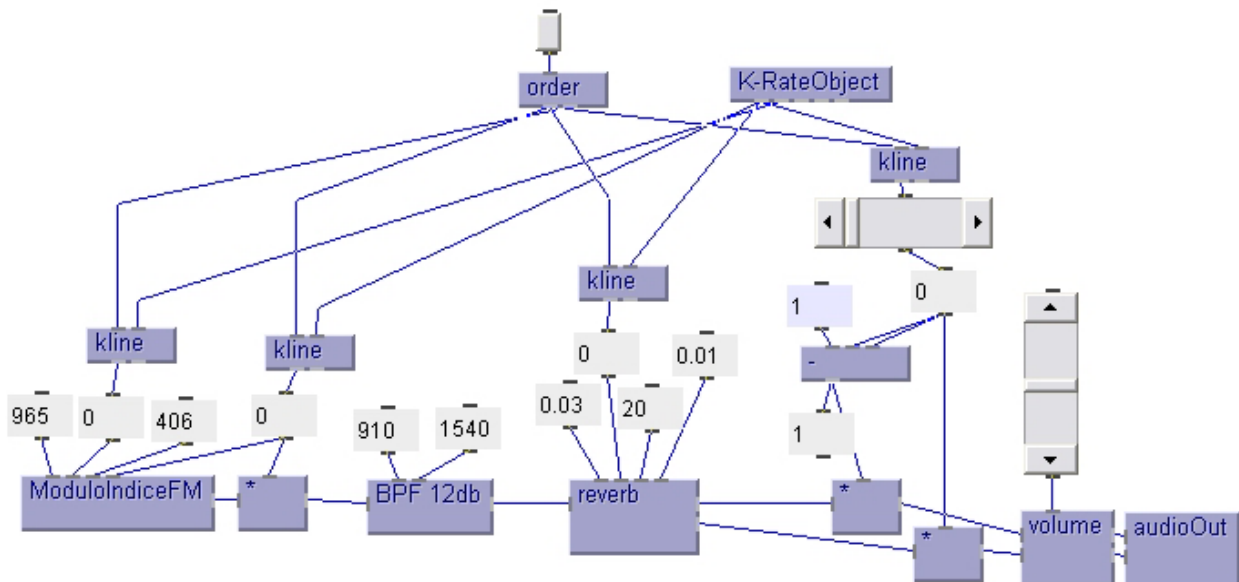 order
K-RateObject
kline
kline
1
0
kline
kline
0
0.01
-
965
0
406
0
0.03
20
910
1540
1
ModuloIndiceFM
*
BPF 12db
reverb
*
volume
audioOut
*